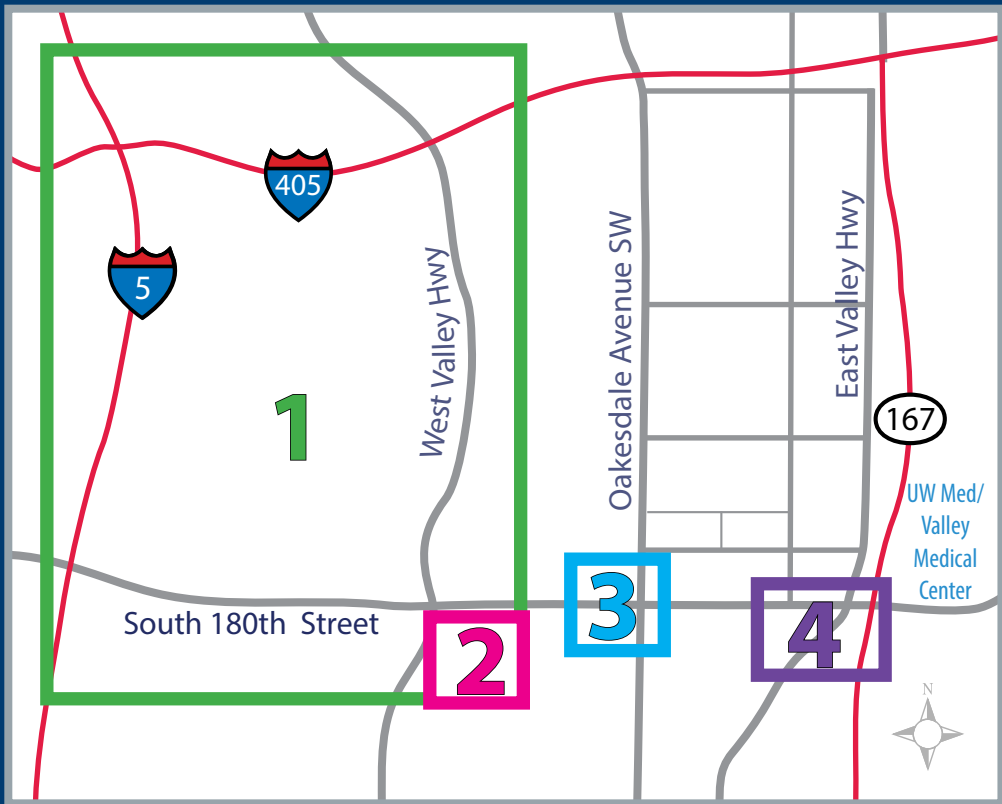 405
5
West Valley Hwy
1
Oakesdale Avenue SW
East Valley Hwy
167
UW Med/
Valley
Medical
Center
South 180th Street
2
3
4
N